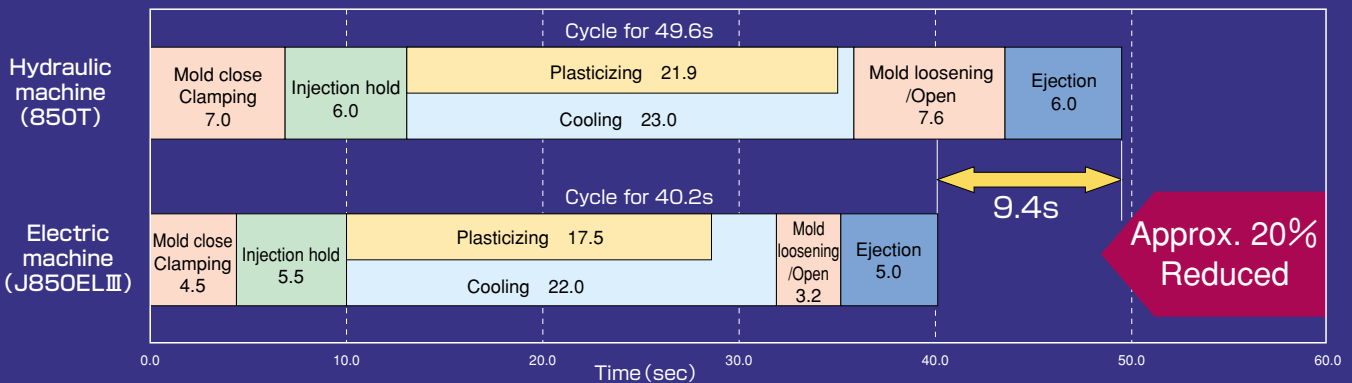 Cycle for 49.6s
Hydraulic
machine
(850T)
Mold close
Clamping
7.0
Injection hold
6.0
Plasticizing 21.9
Cooling 23.0
Mold loosening
/Open
7.6
Ejection
6.0
9.4s
Cycle for 40.2s
Electric
machine
(J850ELⅢ)
Mold close
Clamping
4.5
Injection hold
5.5
Plasticizing 17.5
Cooling 22.0
Mold
loosening
/Open
3.2
Ejection
5.0
Approx. 20%
Reduced
0.0 10.0 20.0 30.0 40.0 50.0 60.0
Time(sec)